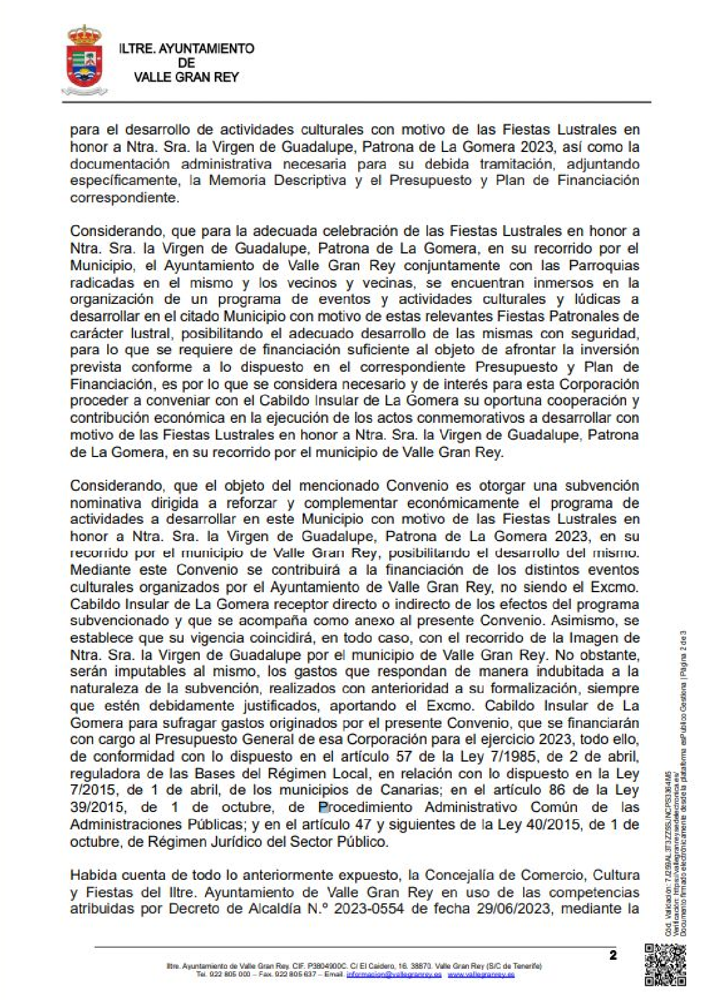 ILTRE. AYUNTAMIENTO
DE
VALLE GRAN REY
para el desarrollo de actividades culturales con motivo de las Fiestas Lustrales en
honor a Ntra. Sra. la Virgen de Guadalupe, Patrona de La Gomera 2023, así como la
documentación administrativa necesaria para su debida tramitación, adjuntando
específicamente, la Memoria Descriptiva y el Presupuesto y Plan de Financiación
correspondiente.
Considerando, que para la adecuada celebración de las Fiestas Lustrales en honor a
Ntra. Sra. la Virgen de Guadalupe, Patrona de La Gomera, en su recorrido por el
Municipio, el Ayuntamiento de Valle Gran Rey conjuntamente con las Parroquias
radicadas en el mismo y los vecinos y vecinas, se encuentran inmersos en la
organización de un programa de eventos y actividades culturales y lúdicas a
desarrollar en el citado Municipio con motivo de estas relevantes Fiestas Patronales de
carácter lustral, posibilitando el adecuado desarrollo de las mismas con seguridad,
para lo que se requiere de financiación suficiente al objeto de afrontar la inversión
prevista conforme a lo dispuesto en el correspondiente Presupuesto y Plan de
Financiación, es por lo que se considera necesario y de interés para esta Corporación
proceder a conveniar con el Cabildo Insular de La Gomera su oportuna cooperación y
contribución económica en la ejecución de los actos conmemorativos a desarrollar con
motivo de las Fiestas Lustrales en honor a Ntra. Sra. la Virgen de Guadalupe, Patrona
de La Gomera, en su recorrido por el municipio de Valle Gran Rey.
Considerando, que el objeto del mencionado Convenio es otorgar una subvención
nominativa dirigida a reforzar y complementar económicamente el programa de
actividades a desarrollar en este Municipio con motivo de las Fiestas Lustrales en
honor a Ntra. Sra. la Virgen de Guadalupe, Patrona de La Gomera 2023, en su
recorrido por el municipio de Valle Gran Rey, posibilitando el desarrollo del mismo.
Mediante este Convenio se contribuirá a la financiación de los distintos eventos
culturales organizados por el Ayuntamiento de Valle Gran Rey, no siendo el Excmo.
Cabildo Insular de La Gomera receptor directo o indirecto de los efectos del programa
subvencionado y que se acompaña como anexo al presente Convenio. Asimismo, se
establece que su vigencia coincidirá, en todo caso, con el recorrido de la Imagen de
Ntra. Sra. la Virgen de Guadalupe por el municipio de Valle Gran Rey. No obstante,
serán imputables al mismo, los gastos que respondan de manera indubitada a la
naturaleza de la subvención, realizados con anterioridad a su formalización, siempre
que estén debidamente justificados, aportando el Excmo. Cabildo Insular de La
Gomera para sufragar gastos originados por el presente Convenio, que se financiarán
con cargo al Presupuesto General de esa Corporación para el ejercicio 2023, todo ello,
de conformidad con lo dispuesto en el artículo 57 de la Ley 7/1985, de 2 de abril,
reguladora de las Bases del Régimen Local, en relación con lo dispuesto en la Ley
7/2015, de 1 de abril, de los municipios de Canarias; en el artículo 86 de la Ley
39/2015, de 1 de octubre, de Procedimiento Administrativo Común de las
Administraciones Públicas; y en el artículo 47 y siguientes de la Ley 40/2015, de 1 de
octubre, de Régimen Jurídico del Sector Público.
Habida cuenta de todo lo anteriormente expuesto, la Concejalía de Comercio, Cultura
y Fiestas del Iltre. Ayuntamiento de Valle Gran Rey en uso de las competencias
atribuidas por Decreto de Alcaldía N.º 2023-0554 de fecha 29/06/2023, mediante la
2
Iltre. Ayuntamiento de Valle Gran Rey. CIF. P3804900C. C/ El Caidero, 16. 38870. Valle Gran Rey (S/C de Tenerife)
Tel. 922 805 000 – Fax. 922 805 637 – Email. informacion@vallegranrey.es www.vallegranrey.es
Cód. Validación:
Verificación: https://vallegranrey.sedelectronica.es/
Documento firmado electrónicamente desde la plataforma esPublico Gestiona | Página 2 de 3